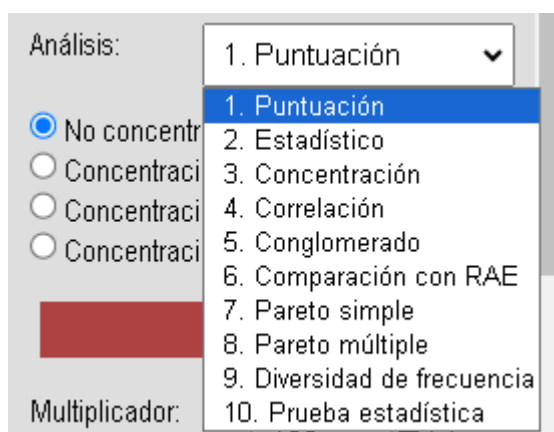 Análisis:
1. Puntuación
1. Puntuación
No concentr
2. Estadístico
Concentraci
3. Concentración
Concentraci
4. Correlación
Concentraci
5. Conglomerado
6. Comparación con RAE
7. Pareto simple
8. Pareto múltiple
9. Diversidad de frecuencia
Multiplicador:
10. Prueba estadística